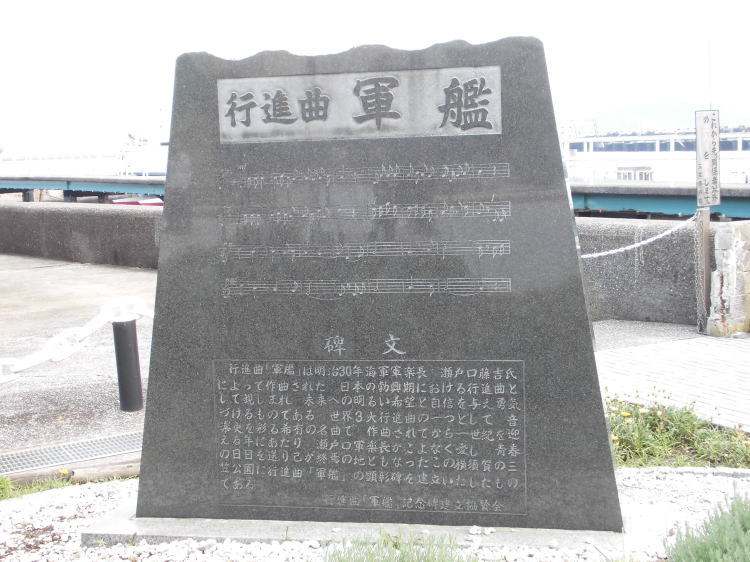 行進曲 軍艦
碑文
行進曲「軍艦」は明治30年海軍軍楽長 瀬戸口藤吉氏
によって作曲された 日本の勃興期における行進曲と
して親しまれ 未来への明るい希望と自信を与え勇気
づけるものである 世界3大行進曲の一つとして 音
楽史を彩る希有の名曲で 作曲されてから一世紀を迎
える年にあたり 瀬戸口軍楽長がこよなく愛し 青春
の日日を送り己が終焉の地ともなったこの横須賀の三
笠公園に行進曲「軍艦」の顕彰碑を建立いたしたもの
である
行進曲「軍艦」記念碑建立協賛会